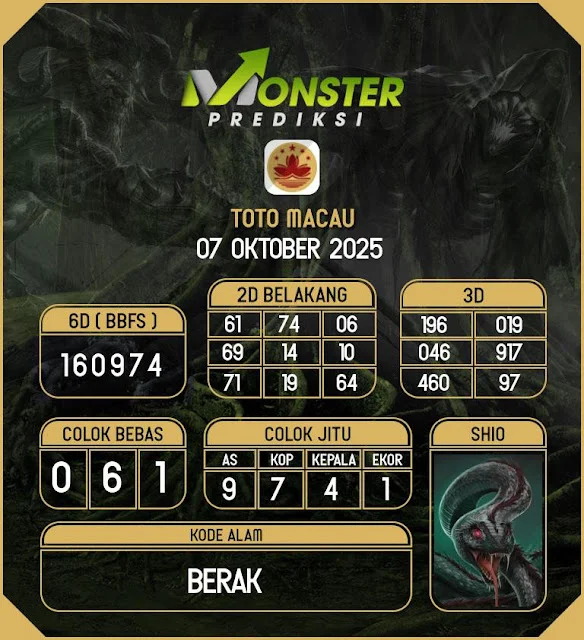 MONSTER
PREDIKSI
TOTO MACAU
07 OKTOBER 2025
6D ( BBFS )
160974
2D BELAKANG
61 74 06
69 14 10
71 19 64
3D
196 019
046 917
460 97
COLOK BEBAS
0 6 1
COLOK JITU
AS KOP KEPALA EKOR
9 7 4 1
SHIO
KODE ALAM
BERAK